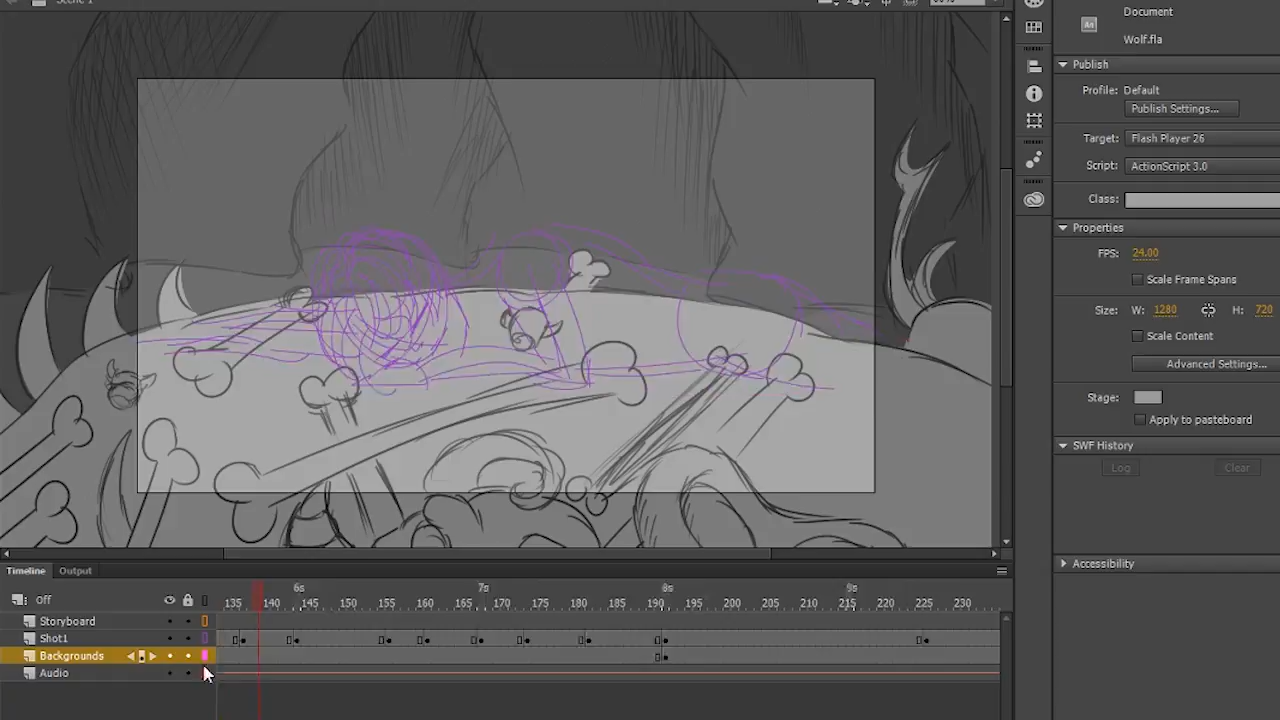 Scene 1
Document
An
Wolf.fla
Publish
Profile: Default
Publish Settings...
Target: Flash Player 26
Script: ActionScript 3.0
Class:
Properties
FPS: 24.00
Scale Frame Spans
Size: W: 1280 H: 720
Scale Content
Advanced Settings...
Stage:
Apply to pasteboard
SWF History
Log Clear
Accessibility
Timeline Output
6s 7s 8s 9s
Off 135 140 145 150 155 160 165 170 175 180 185 190 195 200 205 210 215 220 225 230
Storyboard
Shot1
Backgrounds
Audio